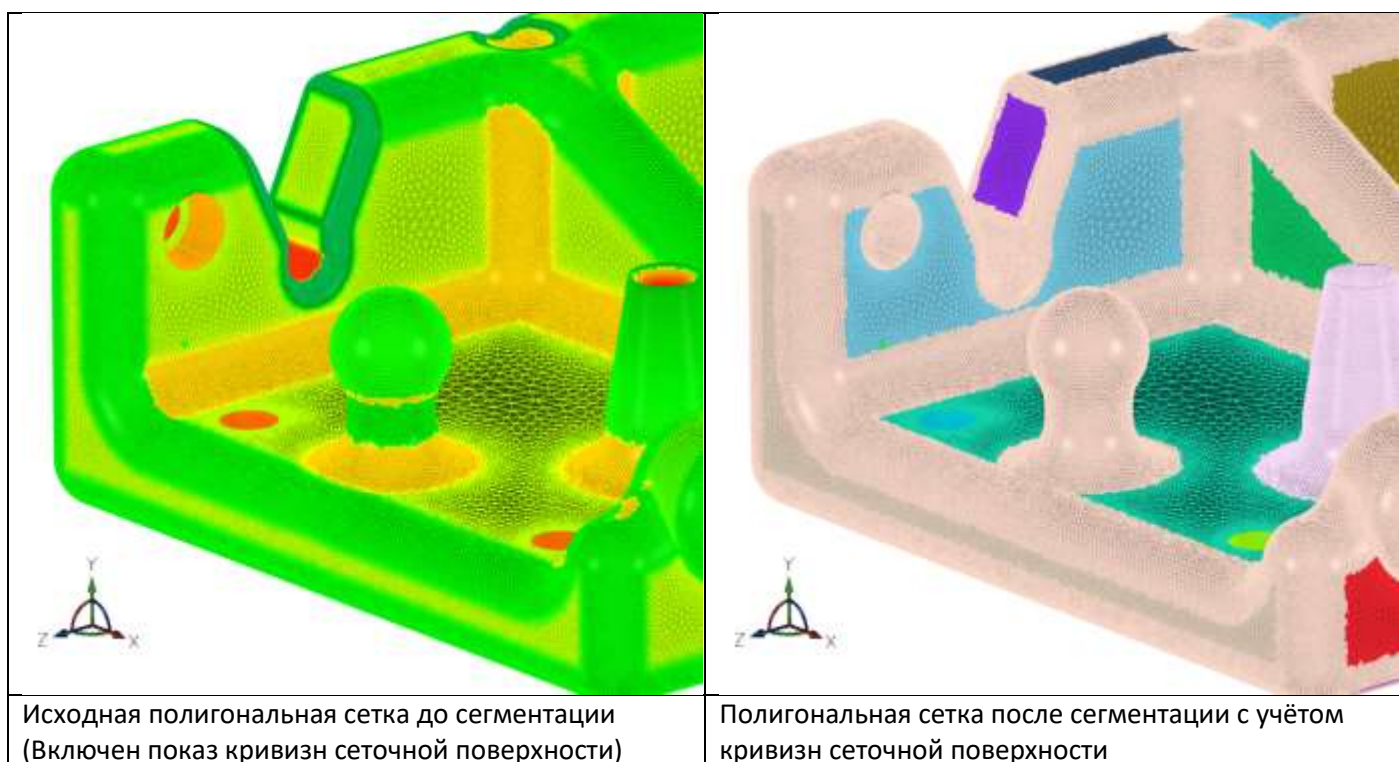 Y
Z
X
Y
Z
X
Исходная полигональная сетка до сегментации
(Включен показ кривизн сеточной поверхности)
Полигональная сетка после сегментации с учётом
кривизн сеточной поверхности